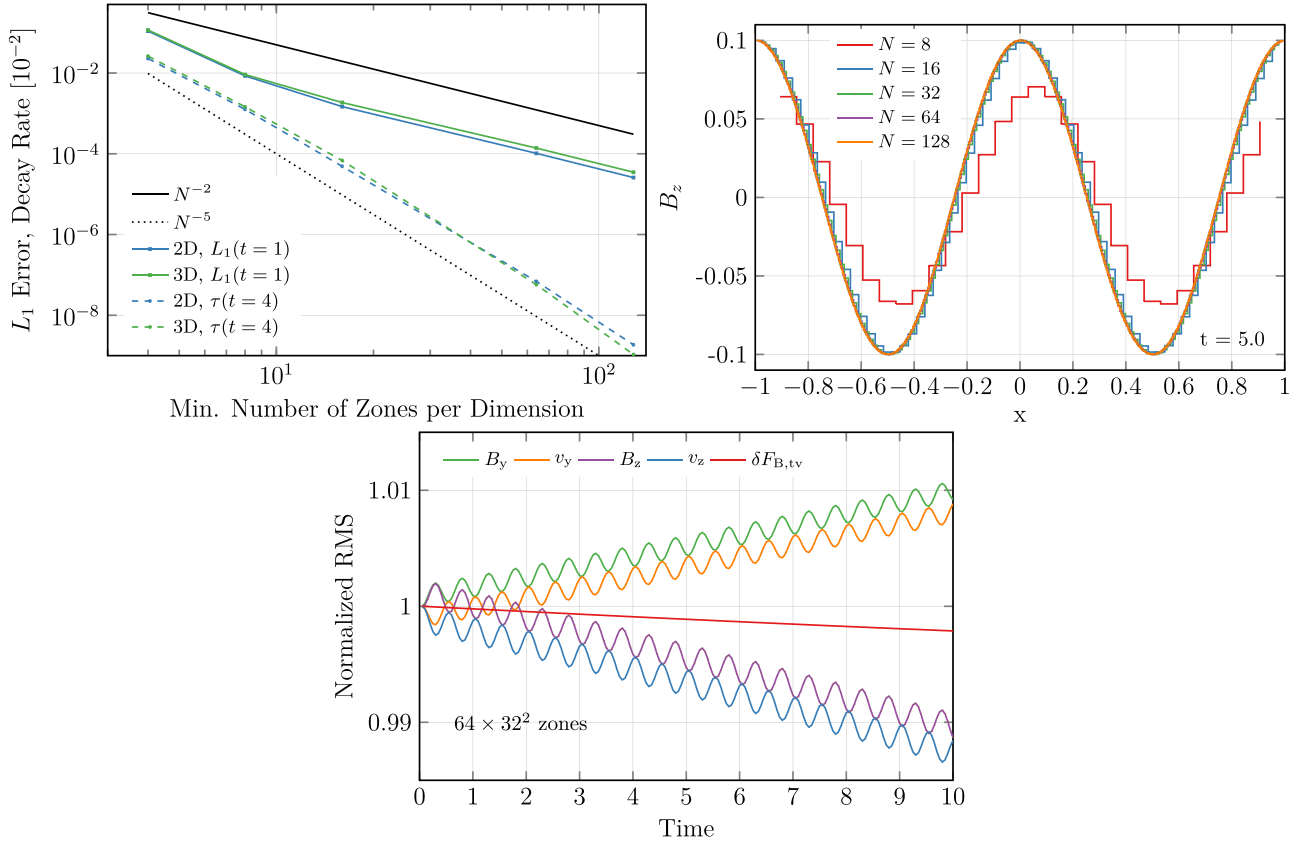 L₁ Error, Decay Rate [10⁻²]
10⁻²
10⁻⁴
10⁻⁶
10⁻⁸
N⁻²
N⁻⁵
2D, L₁(t = 1)
3D, L₁(t = 1)
2D, τ(t = 4)
3D, τ(t = 4)
10¹ 10²
Min. Number of Zones per Dimension
B_z
0.1
0.05
0
-0.05
-0.1
N = 8
N = 16
N = 32
N = 64
N = 128
t = 5.0
-1 −0.8 −0.6 −0.4 −0.2 0 0.2 0.4 0.6 0.8 1
x
Normalized RMS
1.01
1
0.99
B_y v_y B_z v_z δF_B,tv
64 × 32² zones
0 1 2 3 4 5 6 7 8 9 10
Time